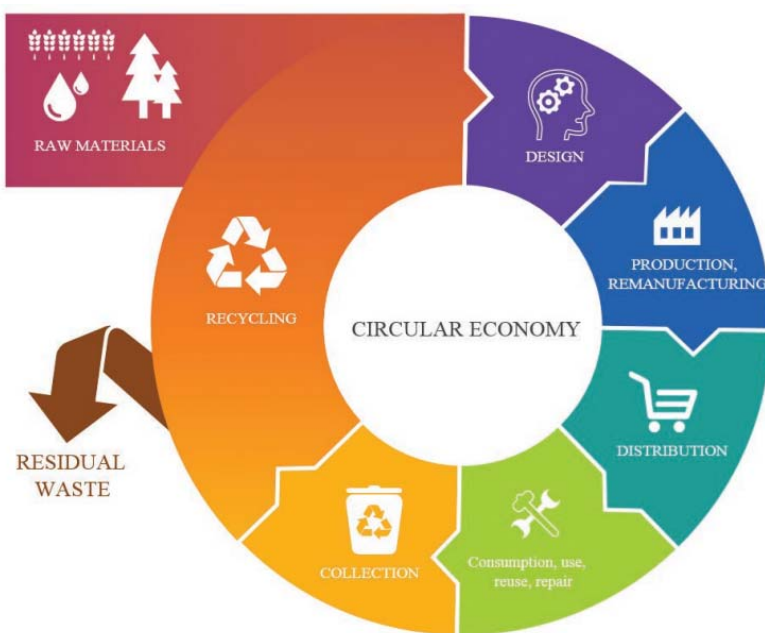 RAW MATERIALS
DESIGN
PRODUCTION,
REMANUFACTURING
RECYCLING
CIRCULAR ECONOMY
DISTRIBUTION
RESIDUAL
WASTE
COLLECTION
Consumption, use,
reuse, repair